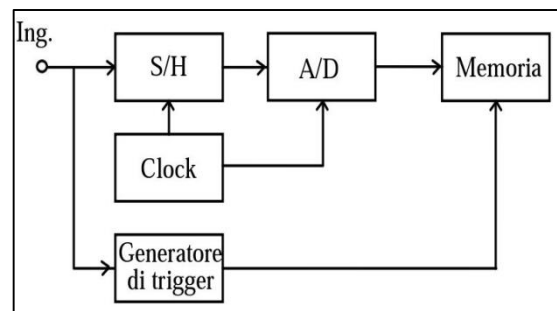 Ing.
S/H
A/D
Memoria
Clock
Generatore
di trigger